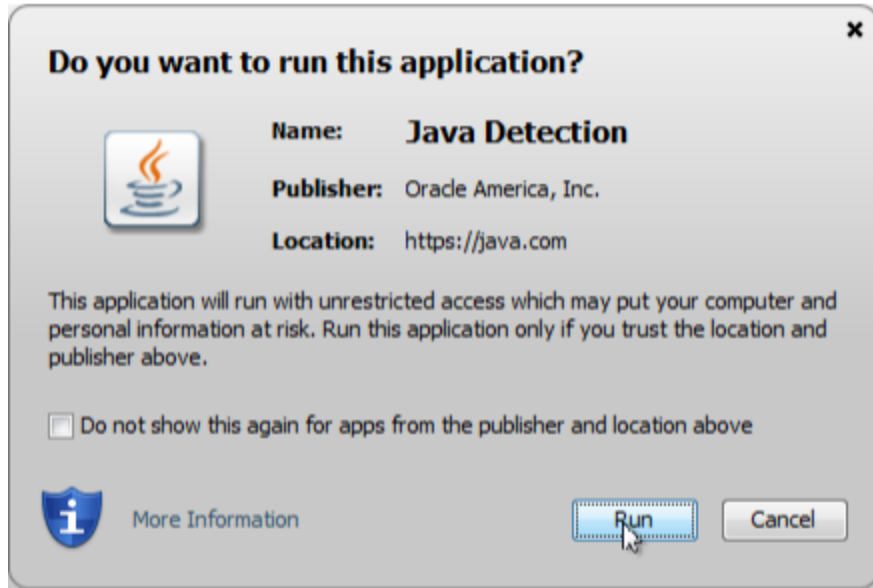 Do you want to run this application?
Name: Java Detection
Publisher: Oracle America, Inc.
Location: https://java.com
This application will run with unrestricted access which may put your computer and
personal information at risk. Run this application only if you trust the location and
publisher above.
Do not show this again for apps from the publisher and location above
More Information
Run
Cancel